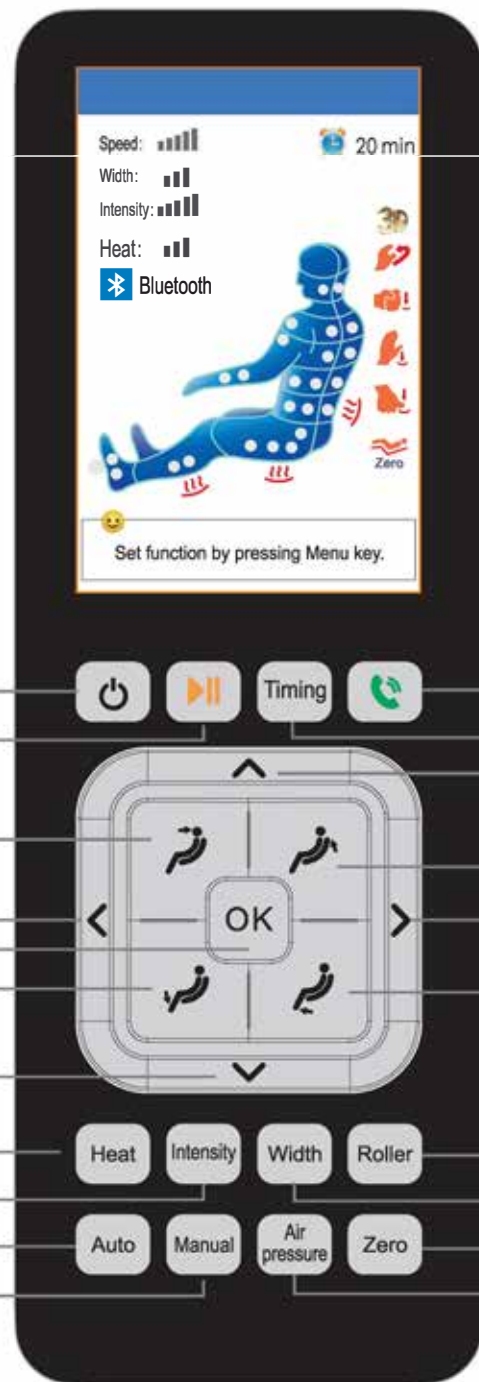 Speed:
20 min
Width:
Intensity:
Heat:
Bluetooth
3D
Zero
Set function by pressing Menu key.
Timing
OK
Heat
Intensity
Width
Roller
Auto
Manual
Air
pressure
Zero